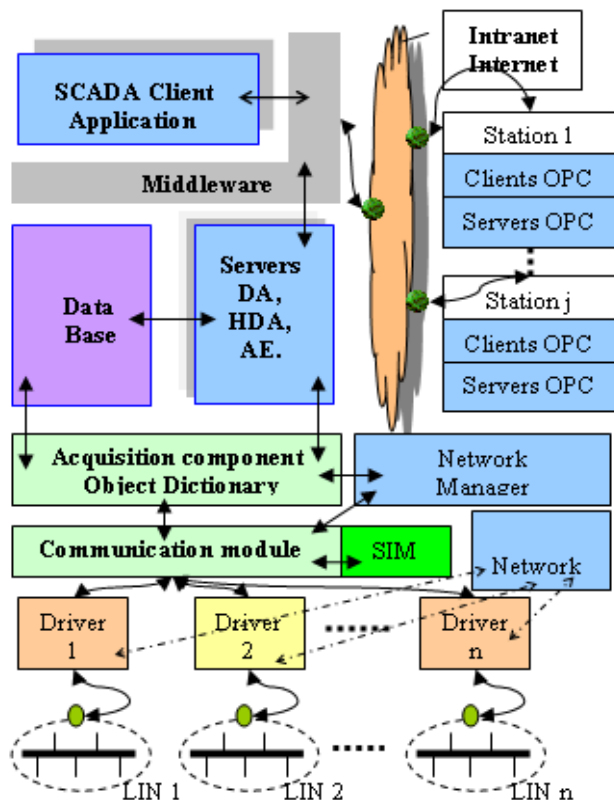 Intranet
Internet
SCADA Client
Application
Middleware
Station 1
Clients OPC
Servers OPC
Data
Base
Servers
DA,
HDA,
AE.
Station j
Clients OPC
Servers OPC
Acquisition component
Object Dictionary
Network
Manager
Communication module
SIM
Network
Driver
1
Driver
2
Driver
n
LIN 1
LIN 2
LIN n